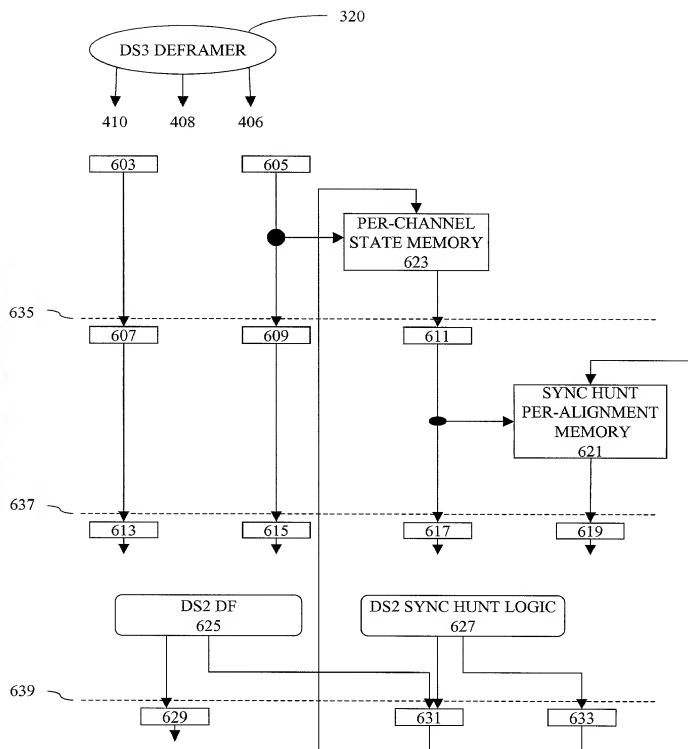 320
DS3 DEFRAMER
410 408 406
603 605
PER-CHANNEL
STATE MEMORY
623
635
607 609 611
SYNC HUNT
PER-ALIGNMENT
MEMORY
621
637
613 615 617 619
DS2 DF
625
DS2 SYNC HUNT LOGIC
627
639
629 631 633